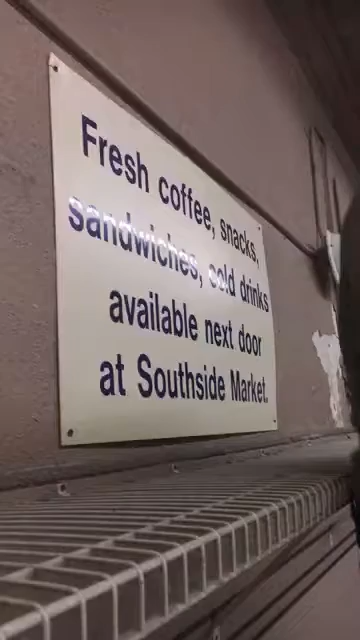 Fresh coffee, snacks,
sandwiches, cold drinks
available next door
at Southside Market.